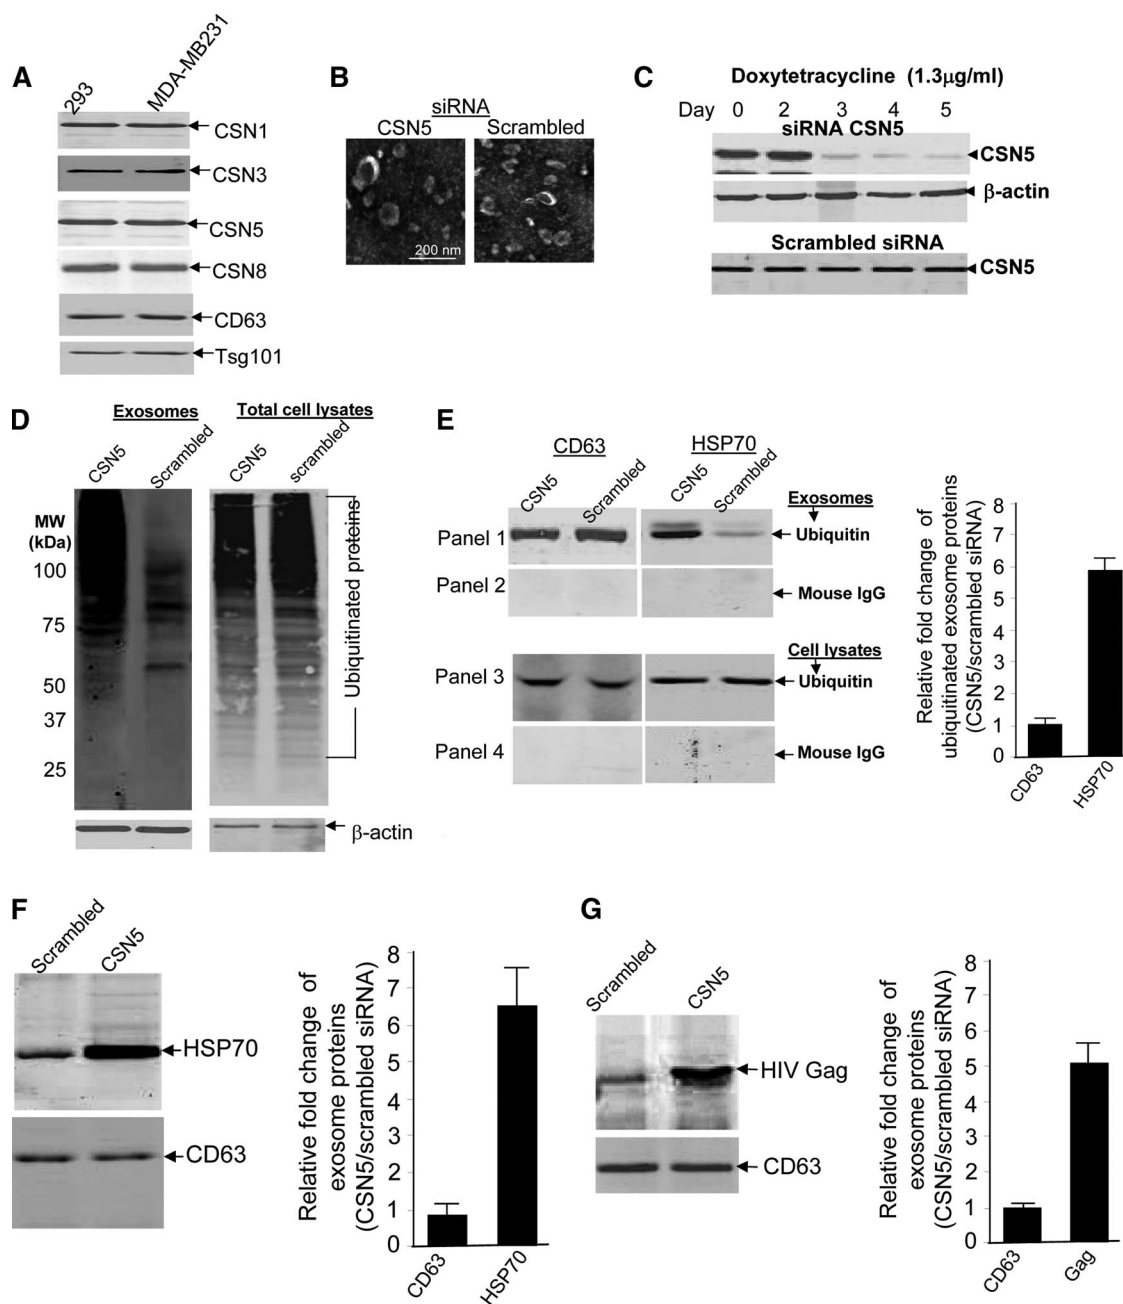 A
293
MDA-MB231
CSN1
CSN3
CSN5
CSN8
CD63
Tsg101
B
siRNA
CSN5 Scrambled
200 nm
C
Doxytetracycline (1.3μg/ml)
Day 0 2 3 4 5
siRNA CSN5
CSN5
β-actin
Scrambled siRNA
CSN5
D
Exosomes Total cell lysates
CSN5 Scrambled CSN5 scrambled
MW
(kDa)
100
75
50
37
25
Ubiquitinated proteins
β-actin
E
CD63 HSP70
CSN5 Scrambled CSN5 Scrambled
Exosomes
Panel 1 Ubiquitin
Panel 2 Mouse IgG
Cell lysates
Panel 3 Ubiquitin
Panel 4 Mouse IgG
Relative fold change of
ubiquitinated exosome proteins
(CSN5/scrambled siRNA)
8
7
6
5
4
3
2
1
0
CD63 HSP70
F
Scrambled CSN5
HSP70
CD63
Relative fold change of
exosome proteins
(CSN5/scrambled siRNA)
8
7
6
5
4
3
2
1
0
CD63 HSP70
G
Scrambled CSN5
HIV Gag
CD63
Relative fold change of
exosome proteins
(CSN5/scrambled siRNA)
8
7
6
5
4
3
2
1
0
CD63 Gag